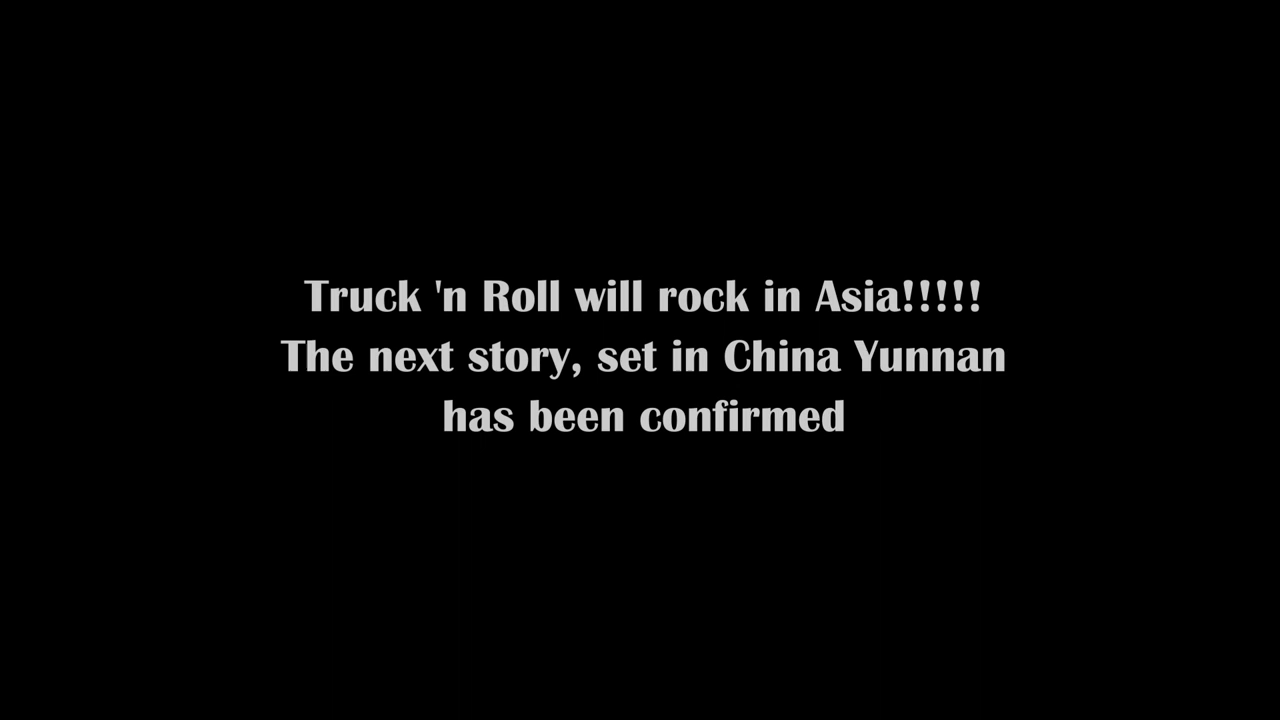 Truck 'n Roll will rock in Asia!!!!!
The next story, set in China Yunnan
has been confirmed